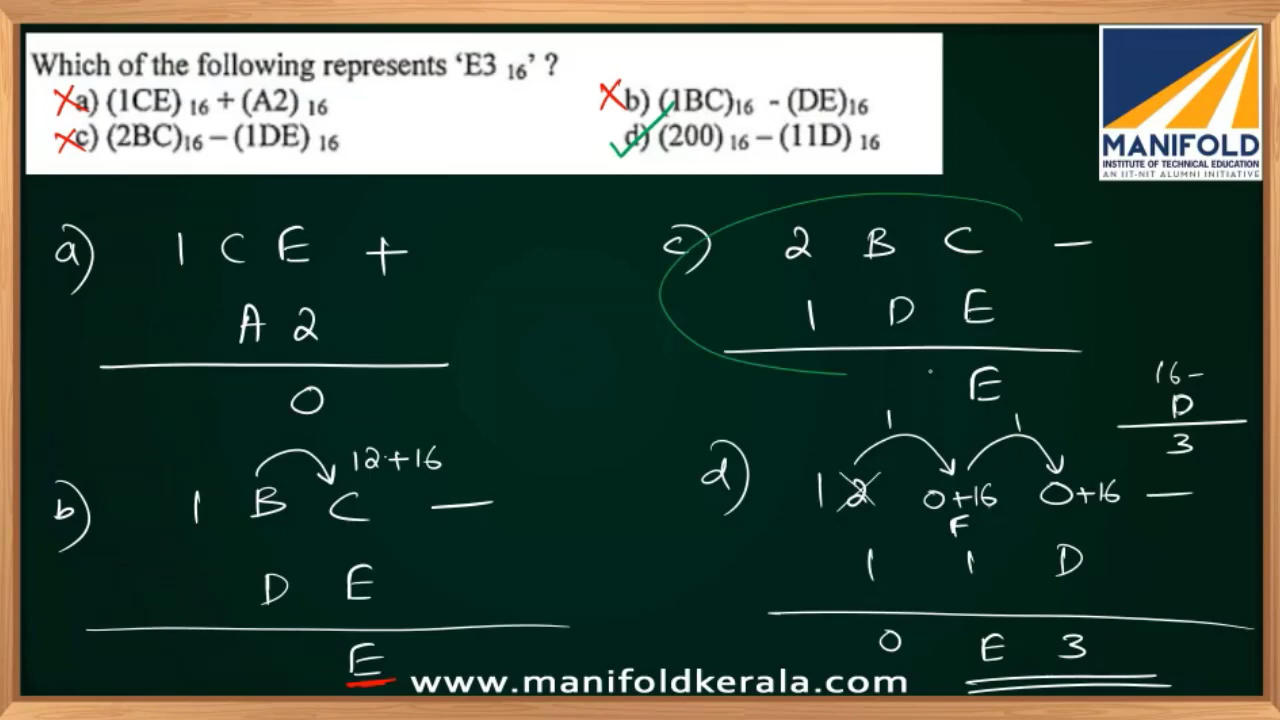 Which of the following represents ‘E3 16’ ?
a) (1CE) 16 + (A2) 16
b) (1BC)16 - (DE)16
c) (2BC)16 – (1DE) 16
d) (200) 16 – (11D) 16
MANIFOLD
INSTITUTE OF TECHNICAL EDUCATION
AN IIT-NIT ALUMNI INITIATIVE
a) 1 C E +
A 2
0
b) 1 B C –
12+16
D E
E
c) 2 B C –
1 D E
E
16-
D
3
d) 1 2 0+16 0+16 –
1 1
F
1 1 D
0 E 3
www.manifoldkerala.com